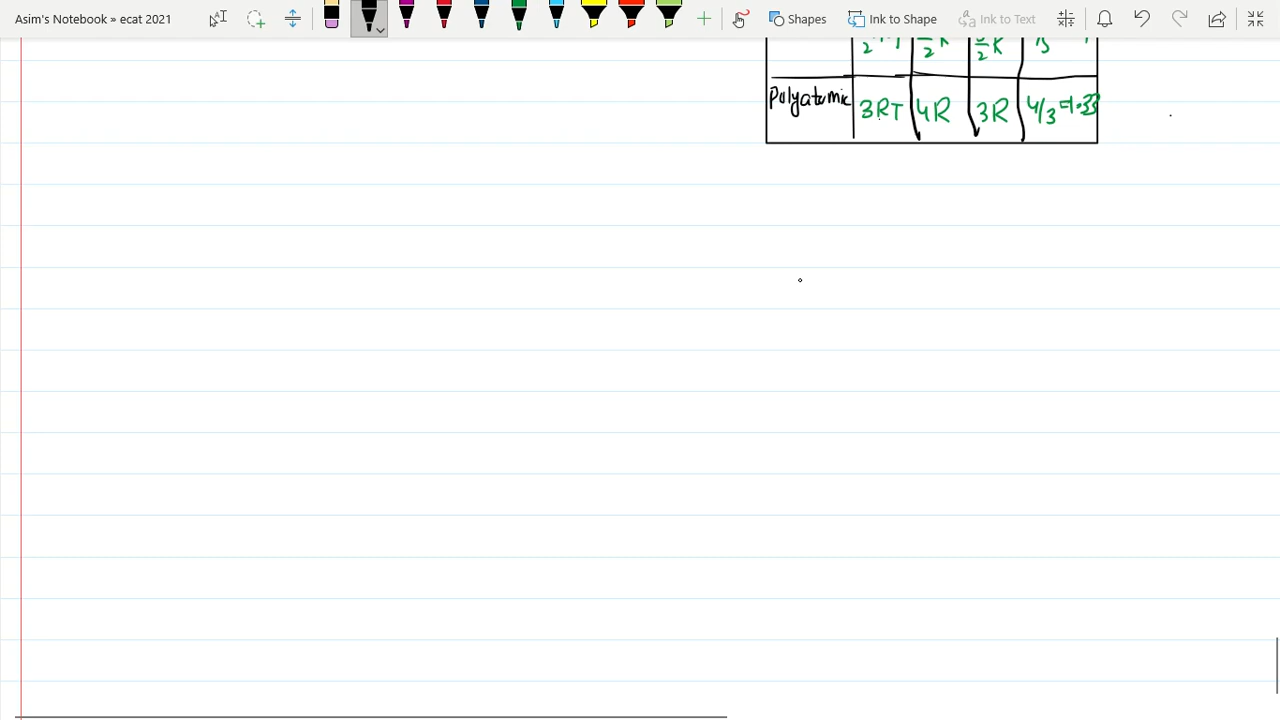 Asim's Notebook » ecat 2021
Shapes
Ink to Shape
Ink to Text
Polyatomic 3RT 4R 3R 4/3=1.33